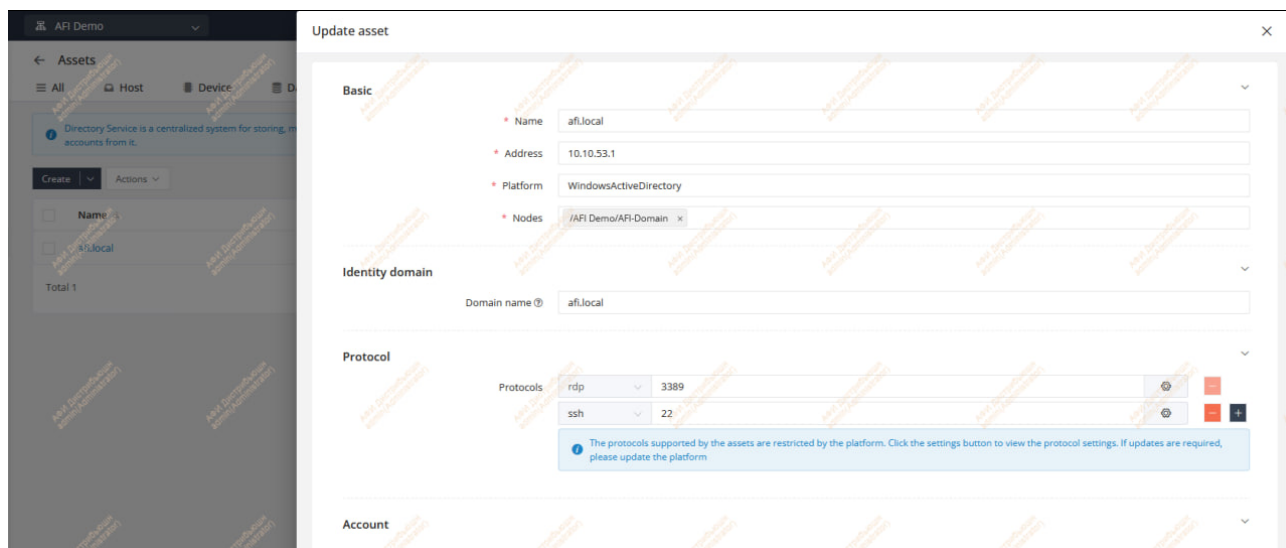 AFI Demo
Update asset
← Assets
All Host Device D
Basic
* Name afi.local
Directory Service is a centralized system for storing, m
accounts from it.
* Address 10.10.53.1
Create Actions
* Platform WindowsActiveDirectory
Name
* Nodes /AFI Demo/AFI-Domain ×
afi.local
Identity domain
Total 1
Domain name afi.local
Protocol
Protocols rdp 3389
ssh 22
The protocols supported by the assets are restricted by the platform. Click the settings button to view the protocol settings. If updates are required,
please update the platform
Account